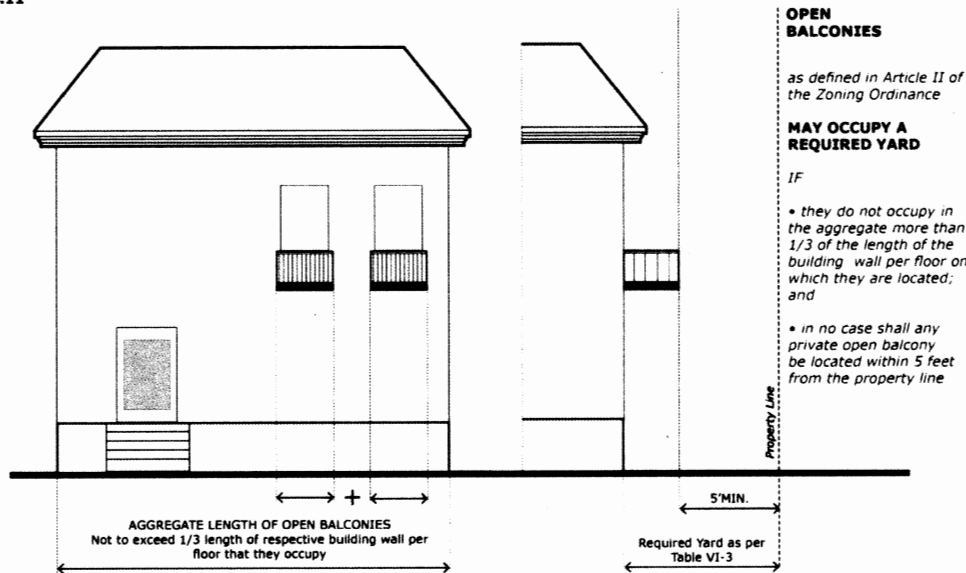 OPEN
BALCONIES
as defined in Article II of
the Zoning Ordinance
MAY OCCUPY A
REQUIRED YARD
IF
• they do not occupy in
the aggregate more than
1/3 of the length of the
building wall per floor on
which they are located;
and
• in no case shall any
private open balcony
be located within 5 feet
from the property line
Property Line
+
5'MIN.
AGGREGATE LENGTH OF OPEN BALCONIES
Not to exceed 1/3 length of respective building wall per
floor that they occupy
Required Yard as per
Table VI-3